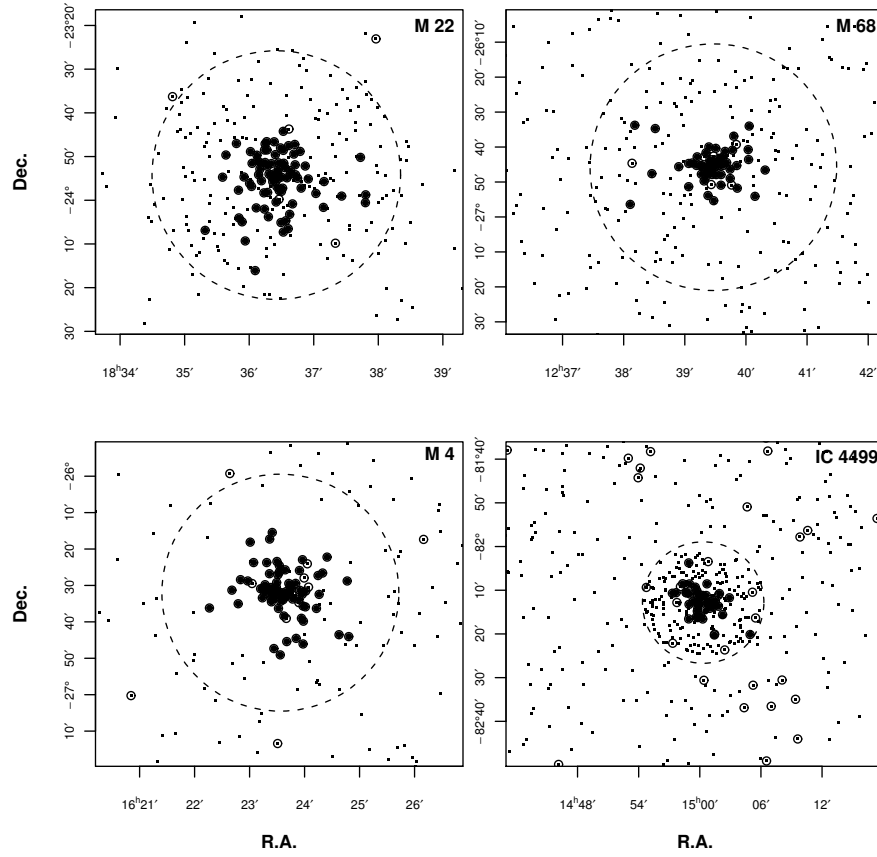 M 22
Dec.
−23°20′
30′
40′
50′
−24°
10′
20′
30′
18ʰ34′ 35′ 36′ 37′ 38′ 39′
M 68
−26°10′
20′
30′
40′
50′
−27°
10′
20′
30′
12ʰ37′ 38′ 39′ 40′ 41′ 42′
M 4
Dec.
−26°
10′
20′
30′
40′
50′
−27°
10′
16ʰ21′ 22′ 23′ 24′ 25′ 26′
R.A.
IC 4499
−81°40′
50′
−82°
10′
20′
30′
−82°40′
14ʰ48′ 54′ 15ʰ00′ 06′ 12′
R.A.